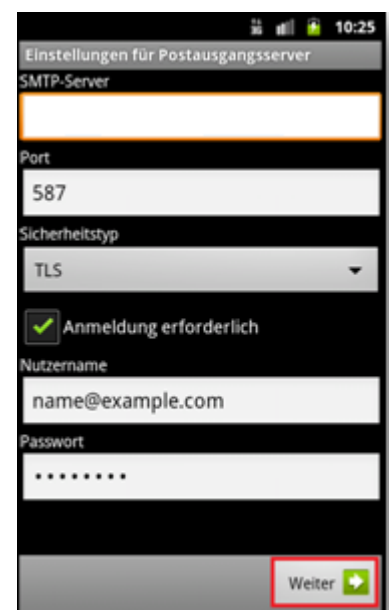 10:25
Einstellungen für Postausgangsserver
SMTP-Server
Port
587
Sicherheitstyp
TLS
Anmeldung erforderlich
Nutzername
name@example.com
Passwort
••••••••
Weiter